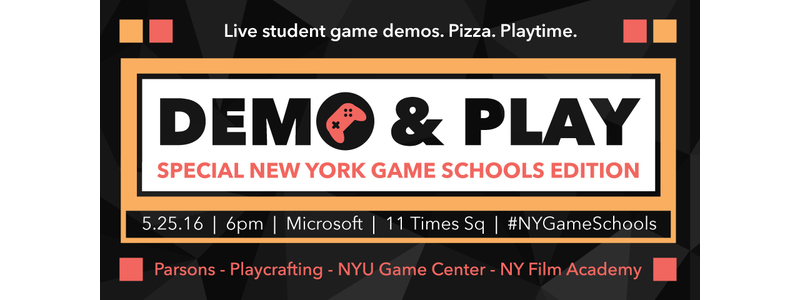 Live student game demos. Pizza. Playtime.
DEMO & PLAY
SPECIAL NEW YORK GAME SCHOOLS EDITION
5.25.16 | 6pm | Microsoft | 11 Times Sq | #NYGameSchools
Parsons - Playcrafting - NYU Game Center - NY Film Academy